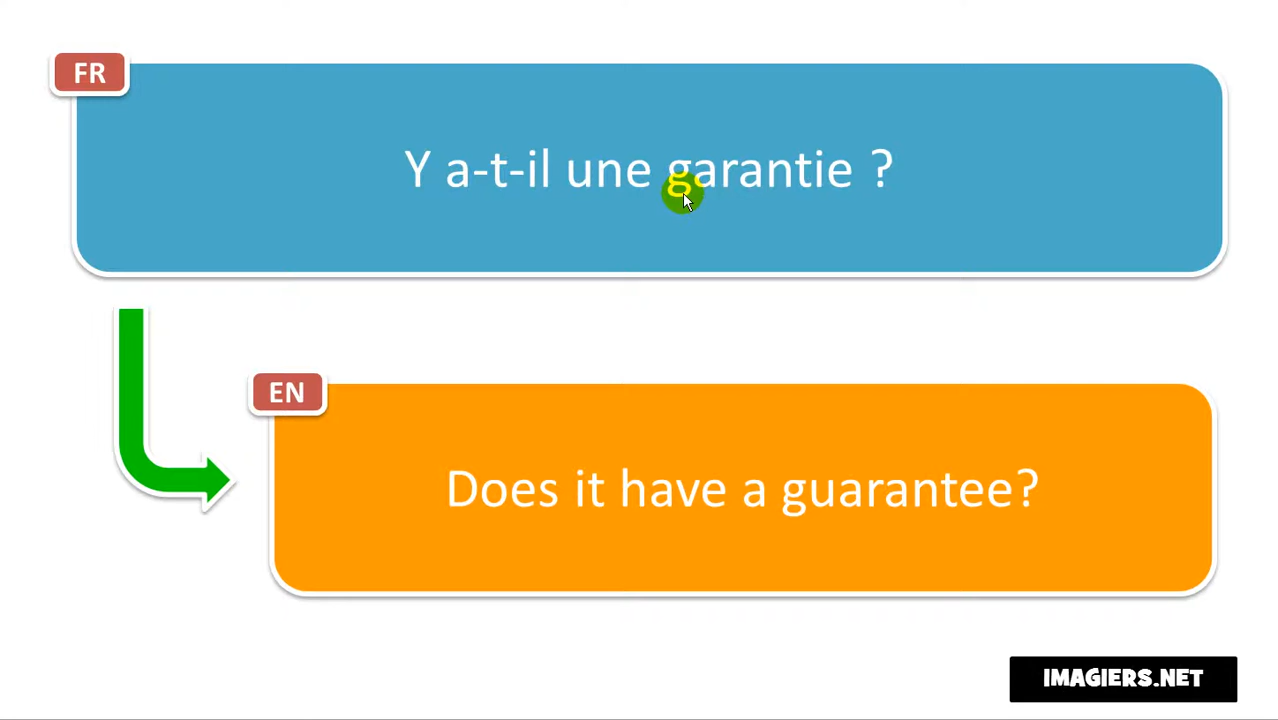 FR
Y a-t-il une garantie ?
EN
Does it have a guarantee?
IMAGIERS.NET